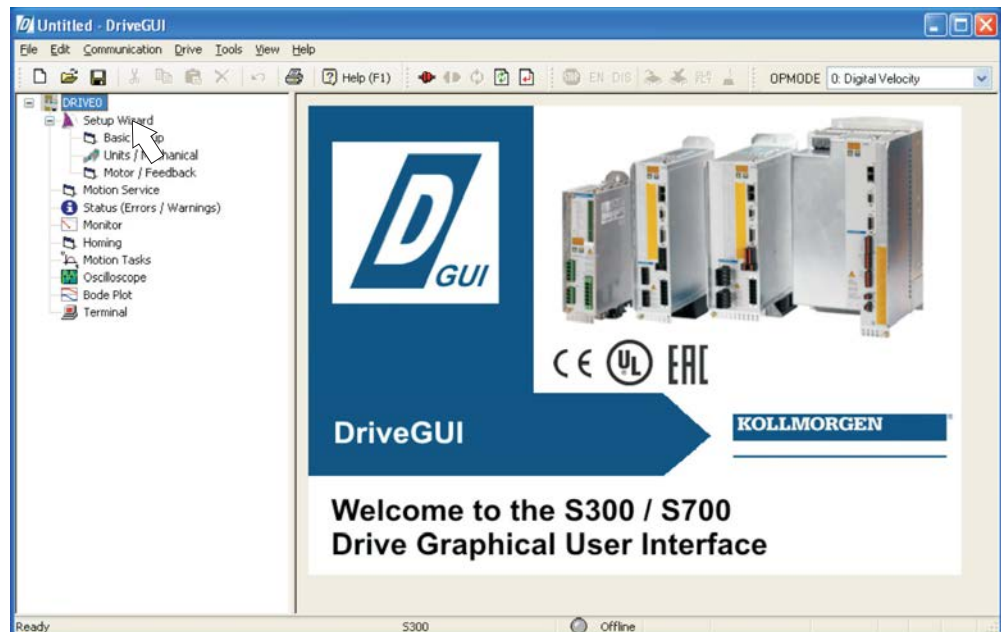 Untitled - DriveGUI
File Edit Communication Drive Tools View Help
Help (F1) EN DIS OPMODE 0: Digital Velocity
DRIVE0
Setup Wizard
Basic
Units /
Motor / Feedback
Motion Service
Status (Errors / Warnings)
Monitor
Homing
Motion Tasks
Oscilloscope
Bode Plot
Terminal
D
GUI
CE UL EAC
DriveGUI
KOLLMORGEN
Welcome to the S300 / S700
Drive Graphical User Interface
Ready S300 Offline